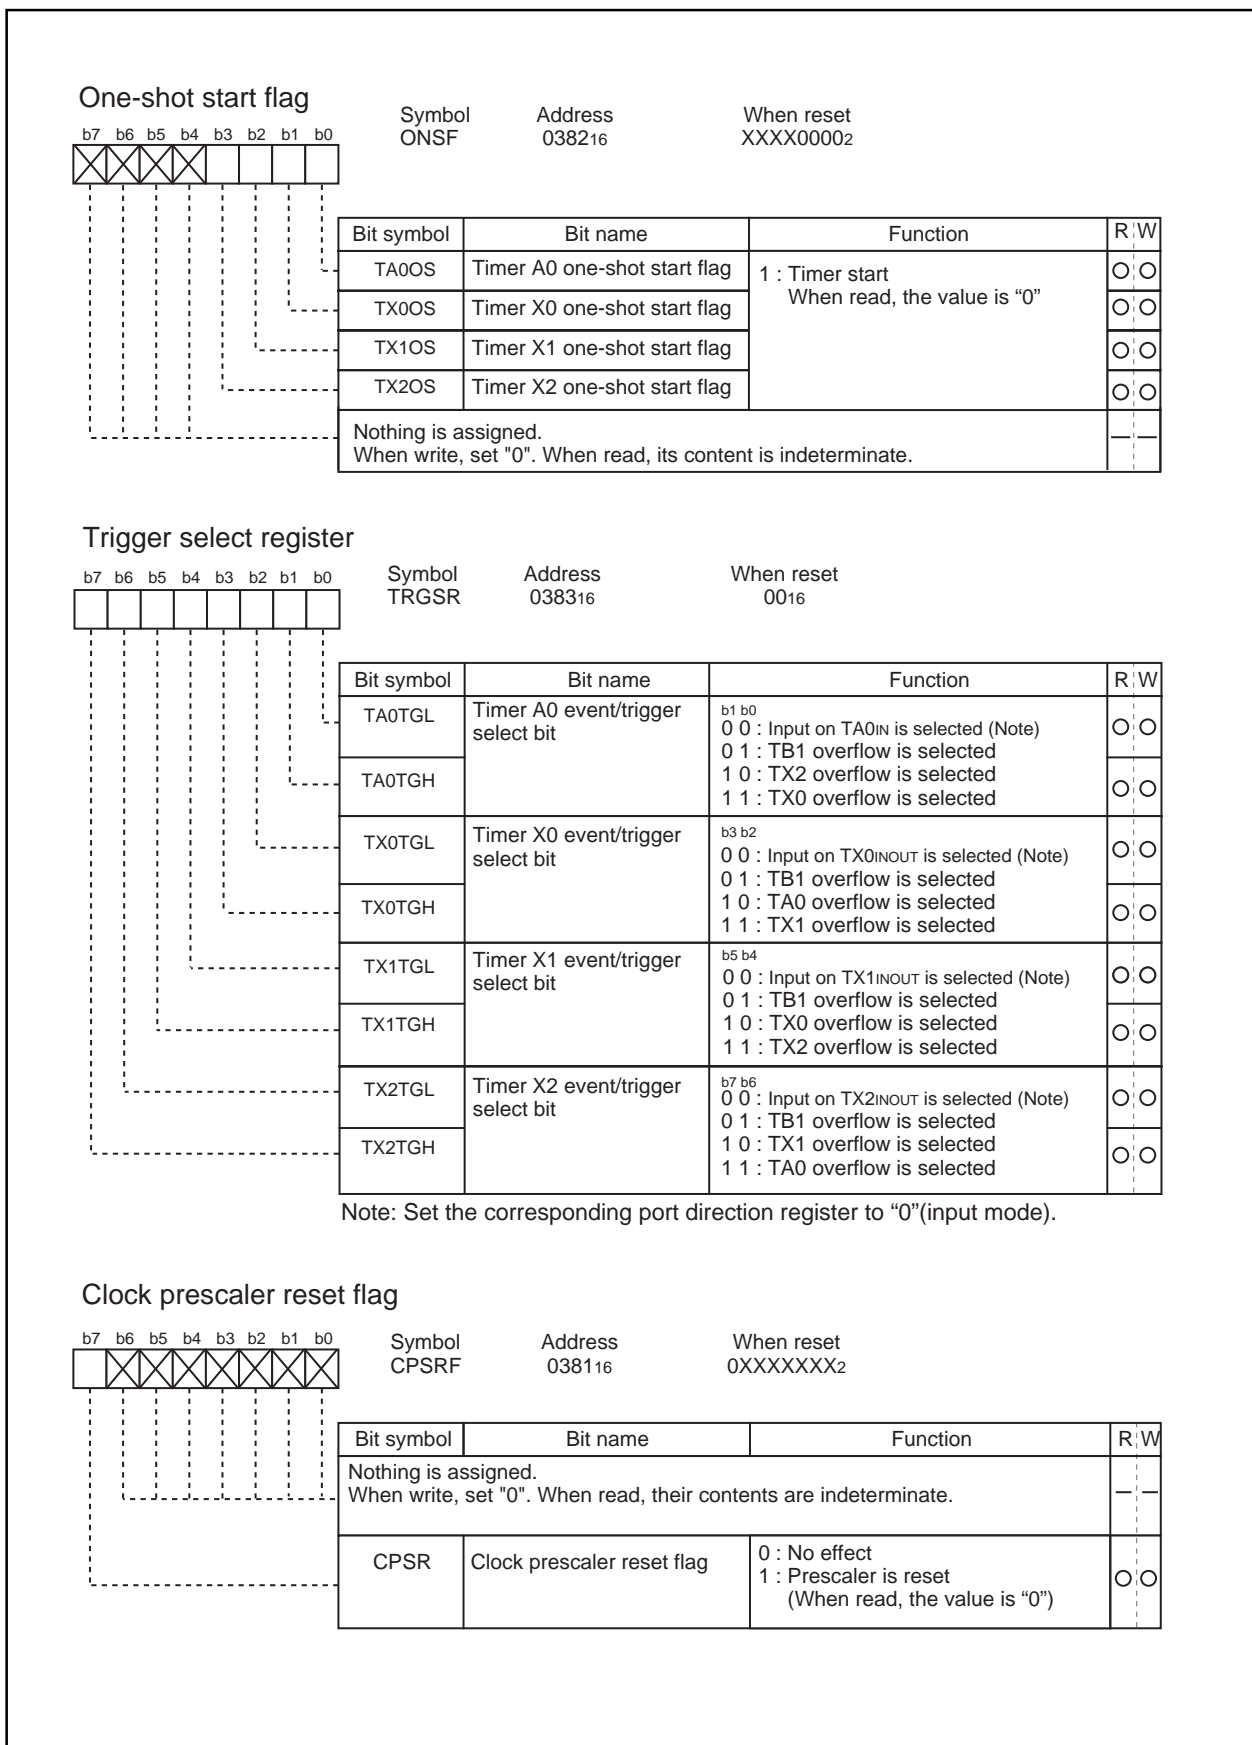 One-shot start flag
Symbol Address When reset
ONSF 038216 XXXX00002
b7 b6 b5 b4 b3 b2 b1 b0
Bit symbol Bit name Function R W
TA0OS Timer A0 one-shot start flag 1 : Timer start
When read, the value is “0”
TX0OS Timer X0 one-shot start flag
TX1OS Timer X1 one-shot start flag
TX2OS Timer X2 one-shot start flag
Nothing is assigned.
When write, set "0". When read, its content is indeterminate.
Trigger select register
Symbol Address When reset
TRGSR 038316 0016
b7 b6 b5 b4 b3 b2 b1 b0
Bit symbol Bit name Function R W
TA0TGL Timer A0 event/trigger
select bit
b1 b0
0 0 : Input on TA0IN is selected (Note)
0 1 : TB1 overflow is selected
TA0TGH 1 0 : TX2 overflow is selected
1 1 : TX0 overflow is selected
TX0TGL Timer X0 event/trigger
select bit
b3 b2
0 0 : Input on TX0INOUT is selected (Note)
0 1 : TB1 overflow is selected
TX0TGH 1 0 : TA0 overflow is selected
1 1 : TX1 overflow is selected
TX1TGL Timer X1 event/trigger
select bit
b5 b4
0 0 : Input on TX1INOUT is selected (Note)
0 1 : TB1 overflow is selected
TX1TGH 1 0 : TX0 overflow is selected
1 1 : TX2 overflow is selected
TX2TGL Timer X2 event/trigger
select bit
b7 b6
0 0 : Input on TX2INOUT is selected (Note)
0 1 : TB1 overflow is selected
TX2TGH 1 0 : TX1 overflow is selected
1 1 : TA0 overflow is selected
Note: Set the corresponding port direction register to “0”(input mode).
Clock prescaler reset flag
Symbol Address When reset
CPSRF 038116 0XXXXXXX2
b7 b6 b5 b4 b3 b2 b1 b0
Bit symbol Bit name Function R W
Nothing is assigned.
When write, set "0". When read, their contents are indeterminate.
CPSR Clock prescaler reset flag 0 : No effect
1 : Prescaler is reset
(When read, the value is “0”)